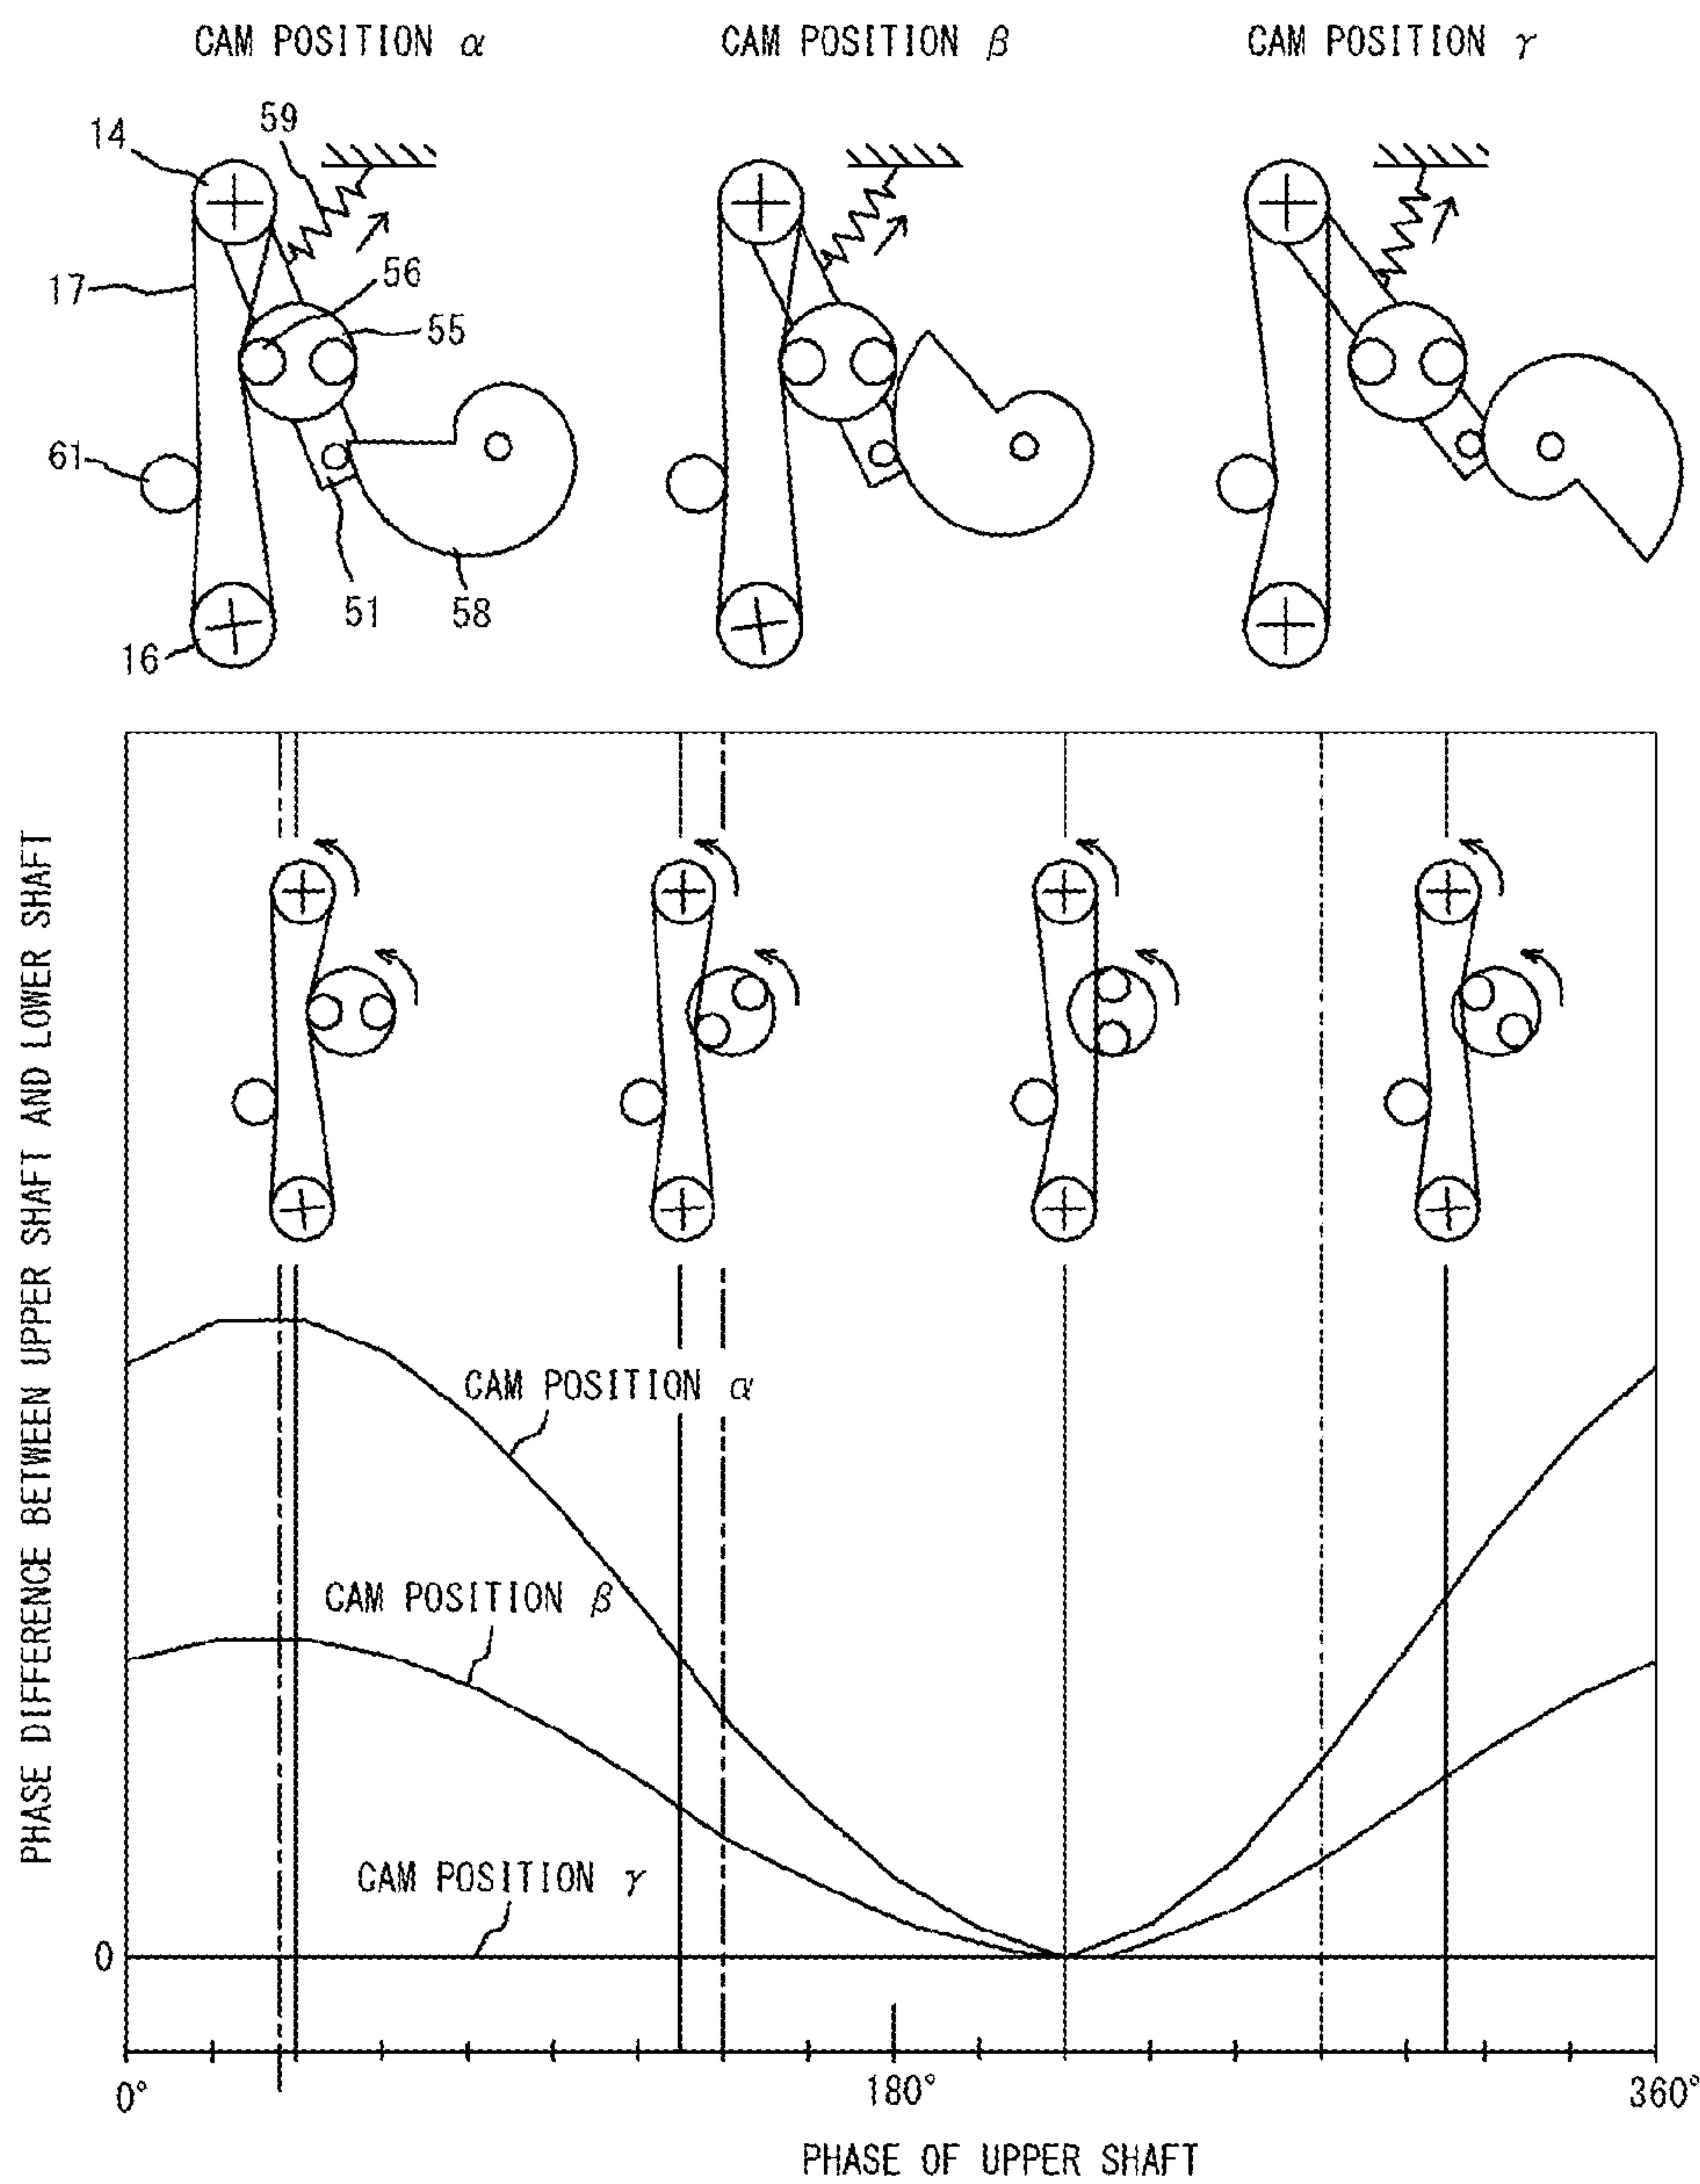 CAM POSITION α
CAM POSITION β
CAM POSITION γ
14
59
17
56
55
61
51
58
16
PHASE DIFFERENCE BETWEEN UPPER SHAFT AND LOWER SHAFT
CAM POSITION α
CAM POSITION β
CAM POSITION γ
0
0°
180°
360°
PHASE OF UPPER SHAFT